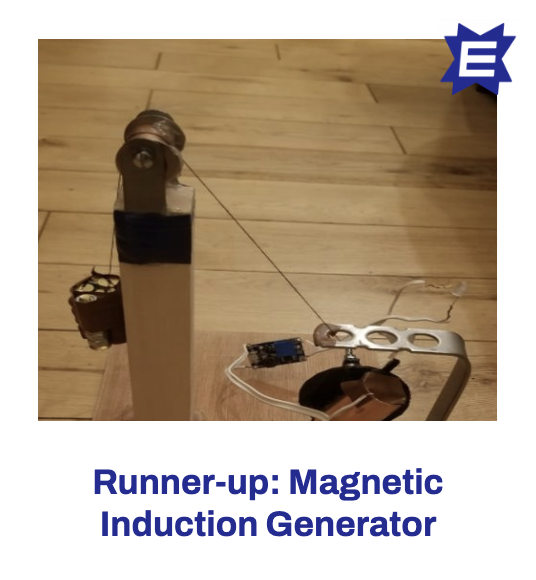 E
Runner-up: Magnetic
Induction Generator